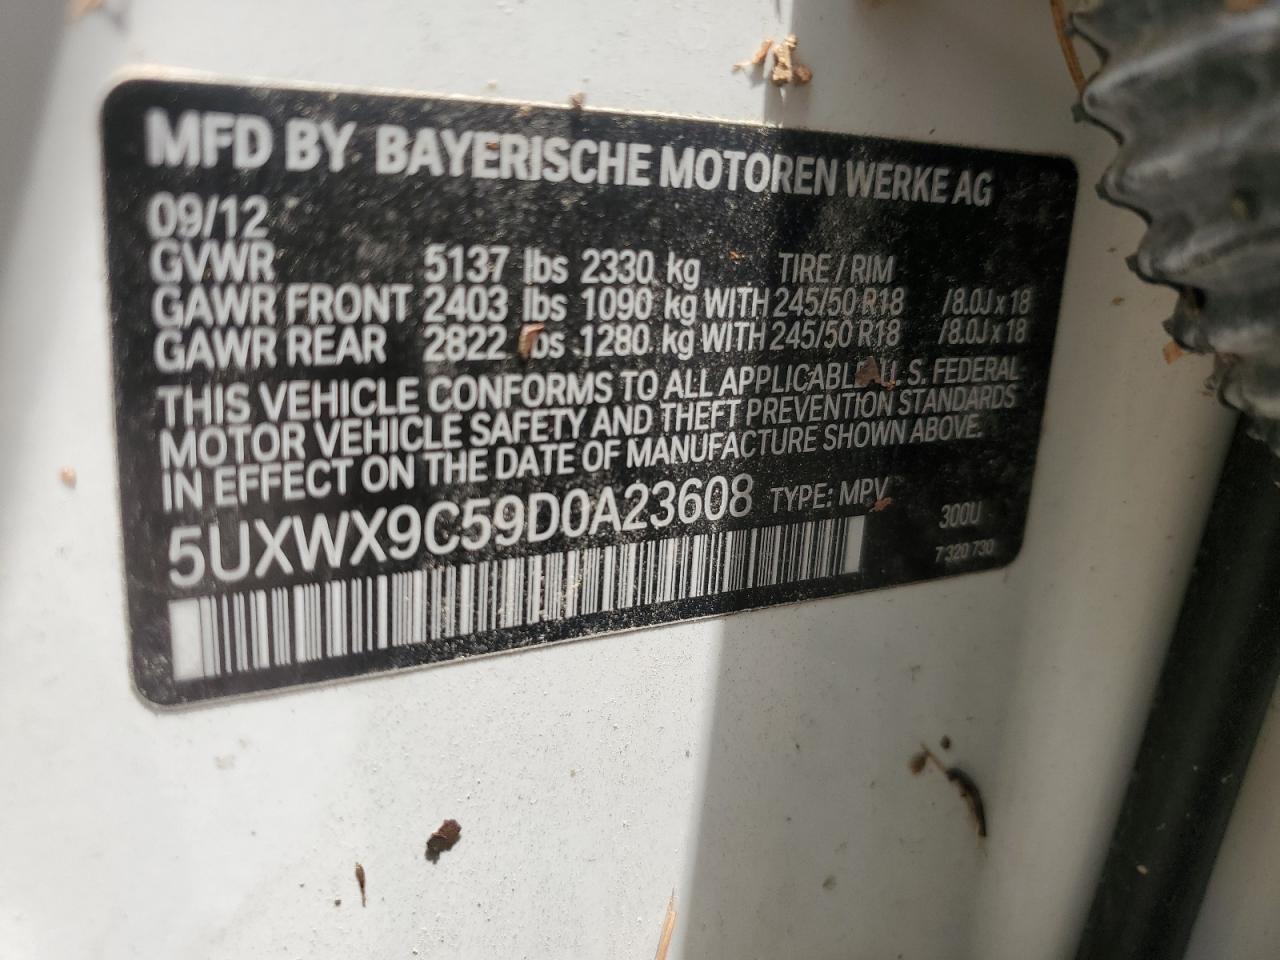 MFD BY BAYERISCHE MOTOREN WERKE AG
09/12
GVWR 5137 lbs 2330 kg TIRE / RIM
GAWR FRONT 2403 lbs 1090 kg WITH 245/50 R18 /8.0J x 18
GAWR REAR 2822 lbs 1280 kg WITH 245/50 R18 /8.0J x 18
THIS VEHICLE CONFORMS TO ALL APPLICABLE U. S. FEDERAL
MOTOR VEHICLE SAFETY AND THEFT PREVENTION STANDARDS
IN EFFECT ON THE DATE OF MANUFACTURE SHOWN ABOVE.
5UXWX9C59D0A23608 TYPE: MPV 300U
7 320 730